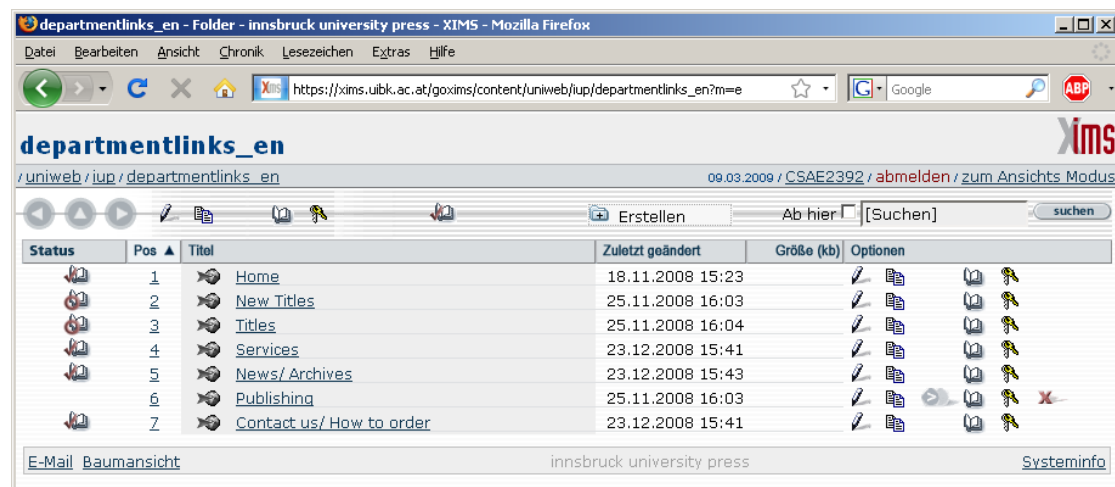 departmentlinks_en - Folder - innsbruck university press - XIMS - Mozilla Firefox
Datei Bearbeiten Ansicht Chronik Lesezeichen Extras Hilfe
Xims https://xims.uibk.ac.at/goxims/content/uniweb/iup/departmentlinks_en?m=e G Google ABP
departmentlinks_en Xims
/ uniweb / iup / departmentlinks_en 09.03.2009 / CSAE2392 / abmelden / zum Ansichts Modus
Erstellen Ab hier [Suchen] suchen
Status Pos Titel Zuletzt geändert Größe (kb) Optionen
1 Home 18.11.2008 15:23
2 New Titles 25.11.2008 16:03
3 Titles 25.11.2008 16:04
4 Services 23.12.2008 15:41
5 News/ Archives 23.12.2008 15:43
6 Publishing 25.11.2008 16:03
7 Contact us/ How to order 23.12.2008 15:41
E-Mail Baumansicht innsbruck university press Systeminfo